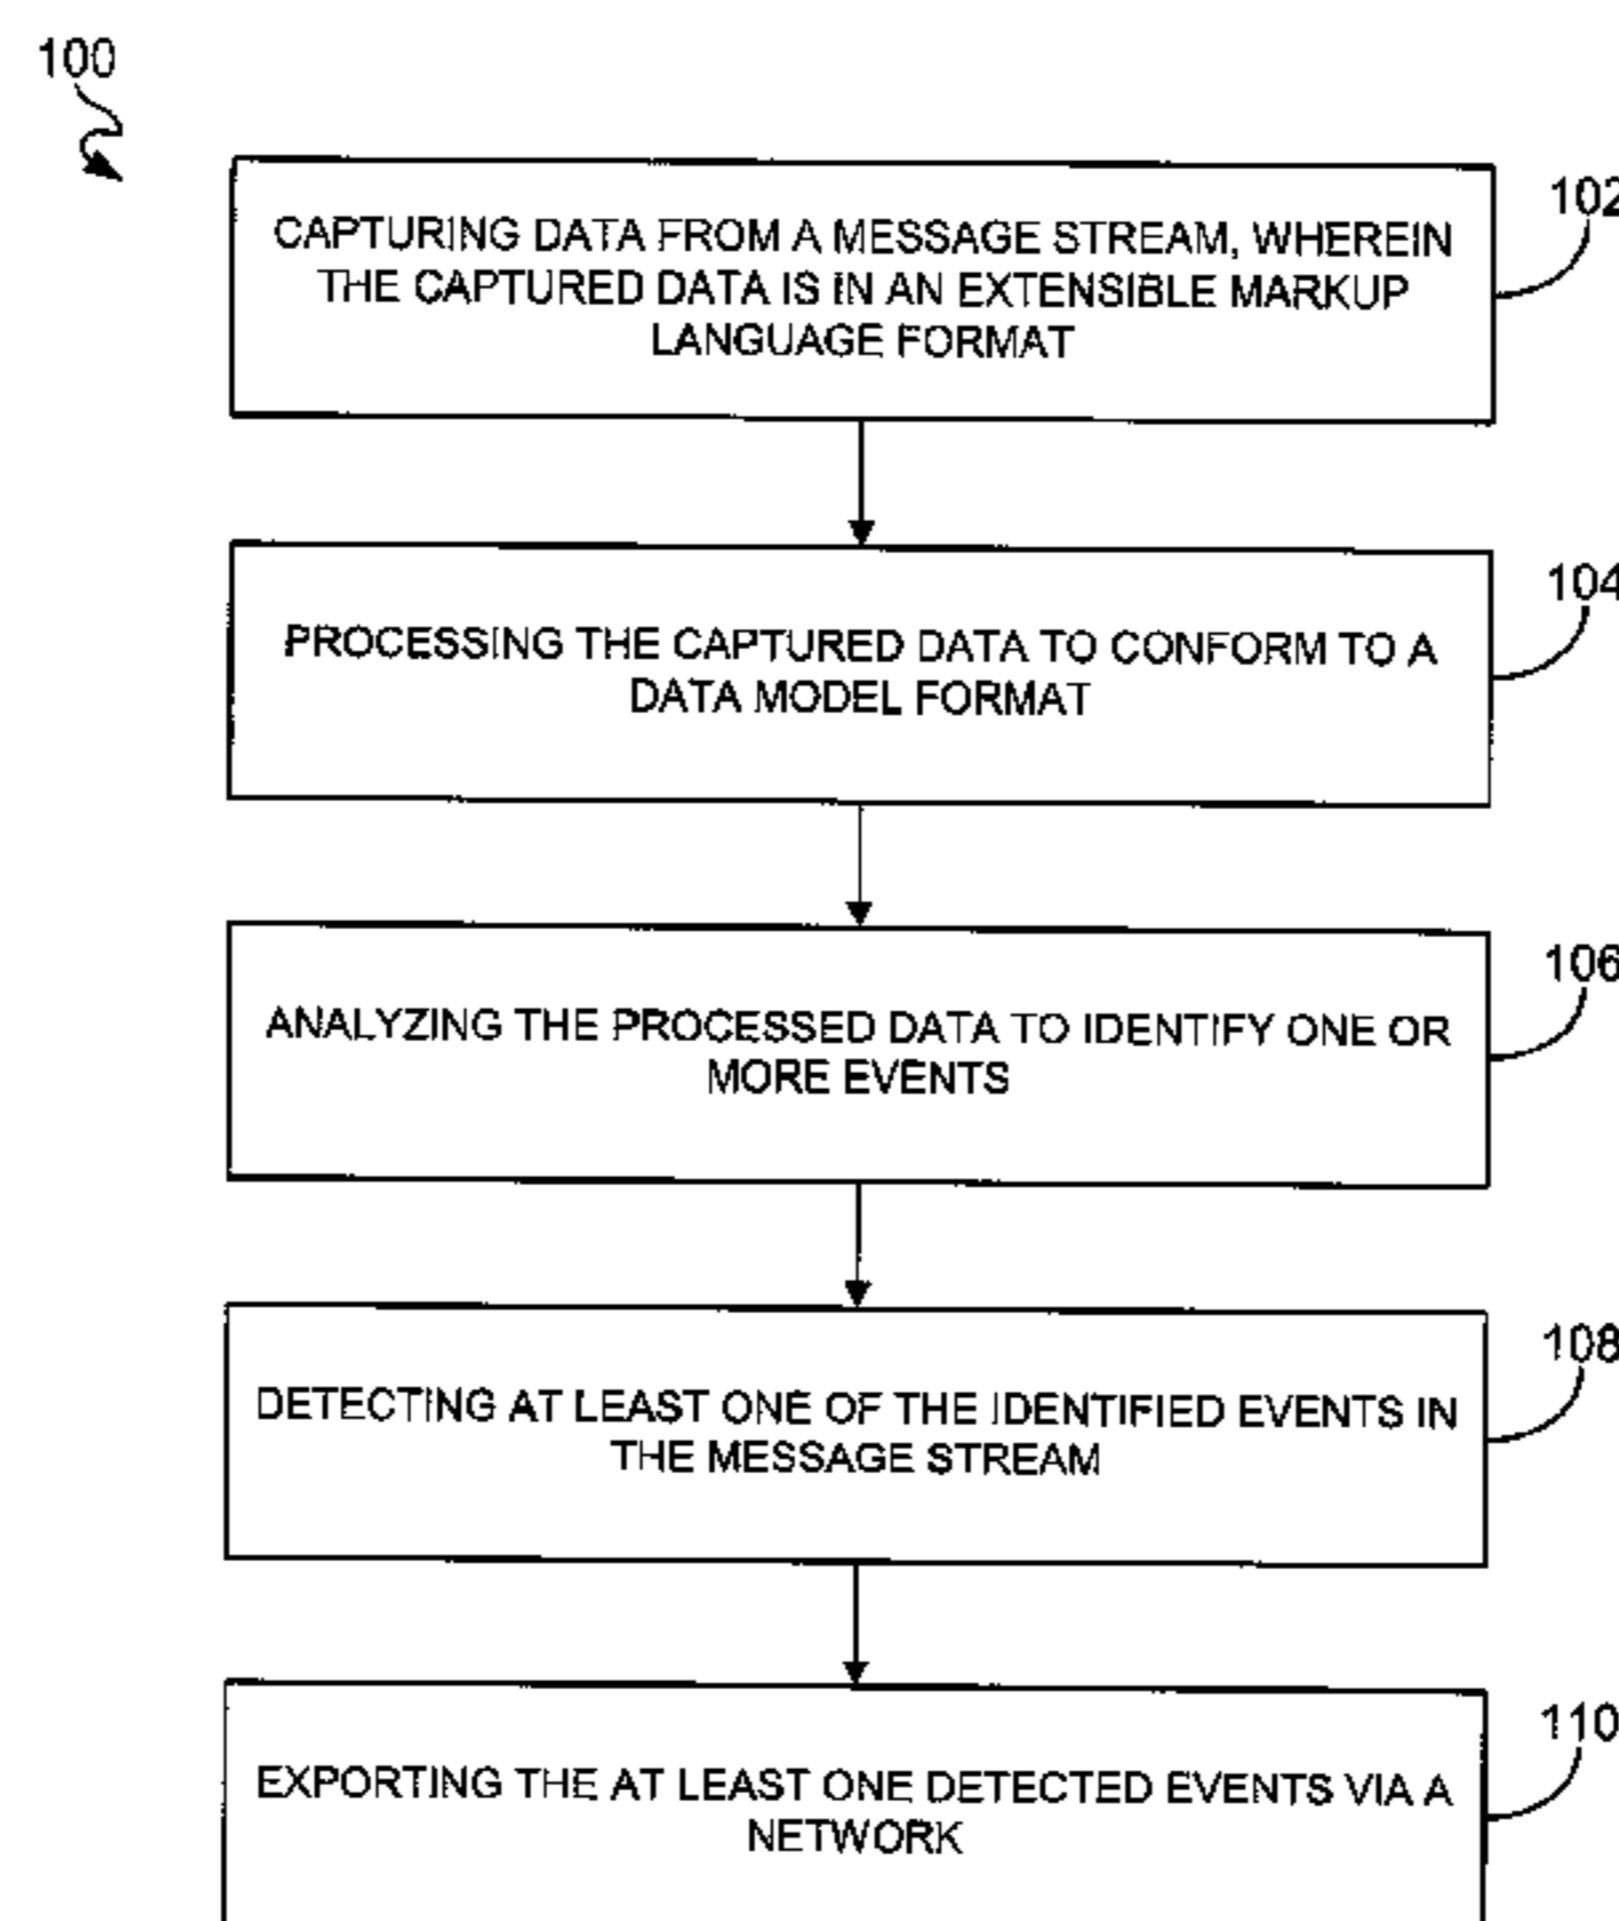 100
CAPTURING DATA FROM A MESSAGE STREAM, WHEREIN
THE CAPTURED DATA IS IN AN EXTENSIBLE MARKUP
LANGUAGE FORMAT
102
PROCESSING THE CAPTURED DATA TO CONFORM TO A
DATA MODEL FORMAT
104
ANALYZING THE PROCESSED DATA TO IDENTIFY ONE OR
MORE EVENTS
106
DETECTING AT LEAST ONE OF THE IDENTIFIED EVENTS IN
THE MESSAGE STREAM
108
EXPORTING THE AT LEAST ONE DETECTED EVENTS VIA A
NETWORK
110